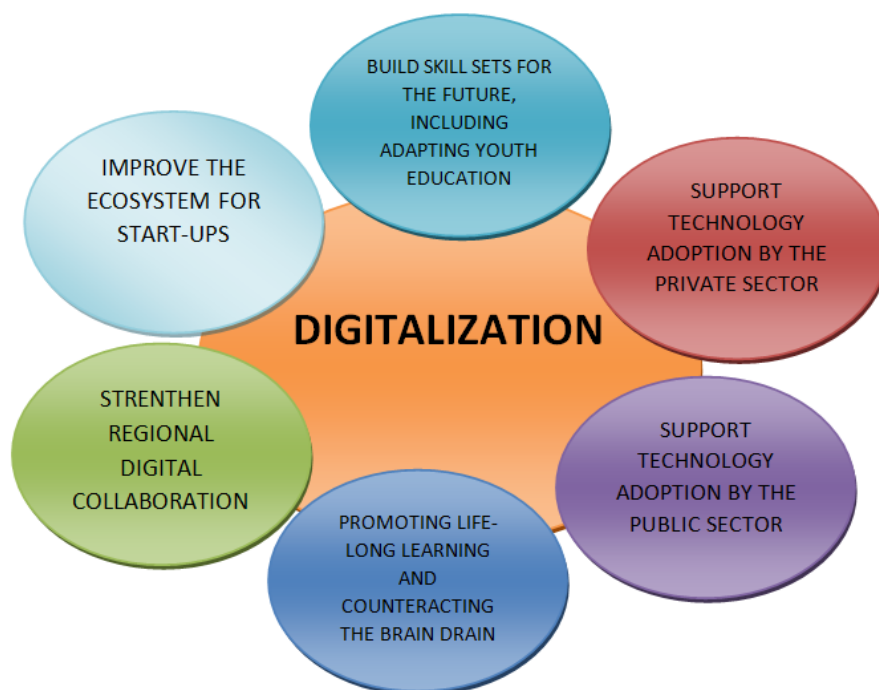 BUILD SKILL SETS FOR
THE FUTURE,
INCLUDING
ADAPTING YOUTH
EDUCATION
IMPROVE THE
ECOSYSTEM FOR
START-UPS
SUPPORT
TECHNOLOGY
ADOPTION BY THE
PRIVATE SECTOR
DIGITALIZATION
STRENTHEN
REGIONAL
DIGITAL
COLLABORATION
SUPPORT
TECHNOLOGY
ADOPTION BY THE
PUBLIC SECTOR
PROMOTING LIFE-
LONG LEARNING
AND
COUNTERACTING
THE BRAIN DRAIN